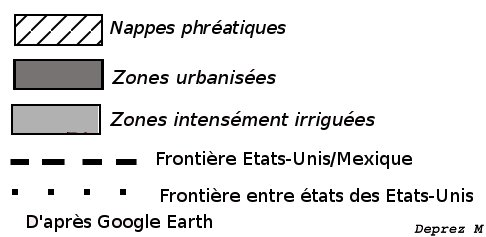 Nappes phréatiques
Zones urbanisées
Zones intensément irriguées
Frontière Etats-Unis/Mexique
Frontière entre états des Etats-Unis
D'après Google Earth
Deprez M